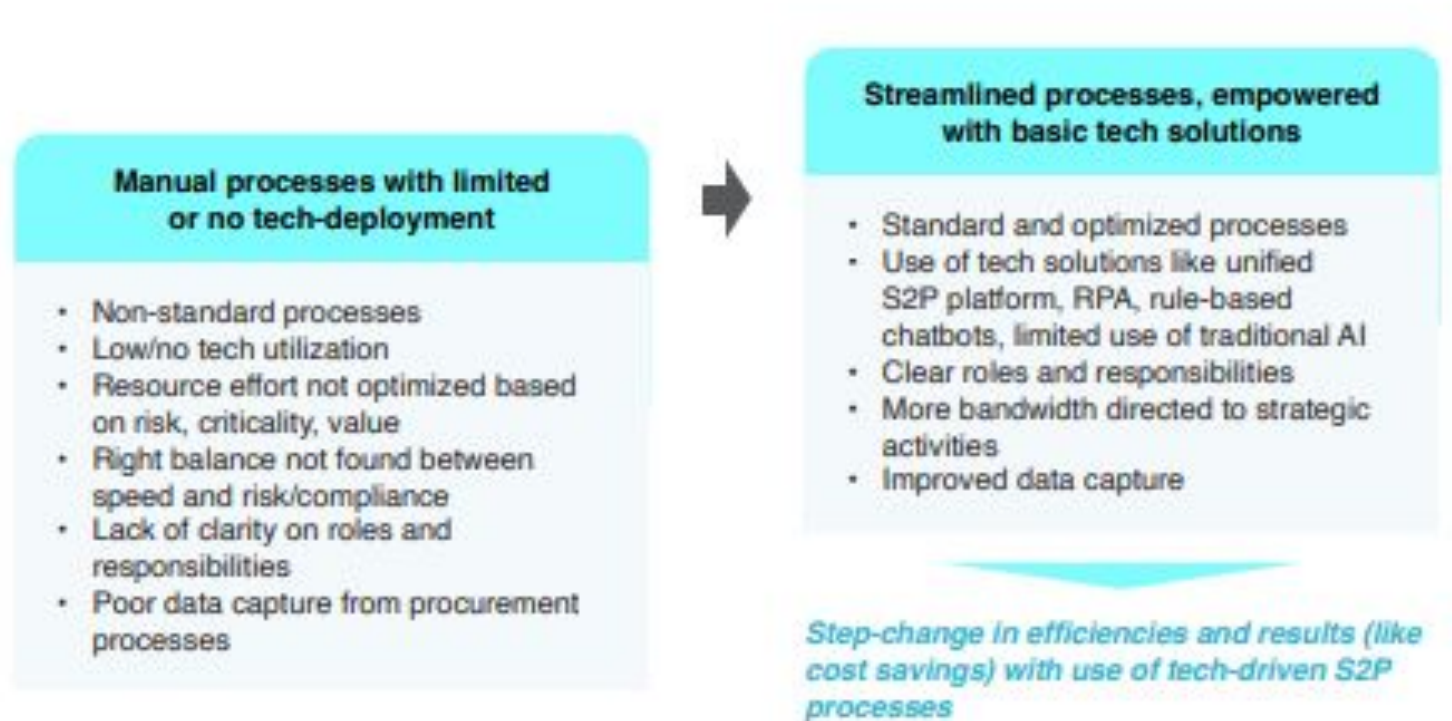 Manual processes with limited
or no tech-deployment
• Non-standard processes
• Low/no tech utilization
• Resource effort not optimized based
on risk, criticality, value
• Right balance not found between
speed and risk/compliance
• Lack of clarity on roles and
responsibilities
• Poor data capture from procurement
processes
Streamlined processes, empowered
with basic tech solutions
• Standard and optimized processes
• Use of tech solutions like unified
S2P platform, RPA, rule-based
chatbots, limited use of traditional AI
• Clear roles and responsibilities
• More bandwidth directed to strategic
activities
• Improved data capture
Step-change in efficiencies and results (like
cost savings) with use of tech-driven S2P
processes